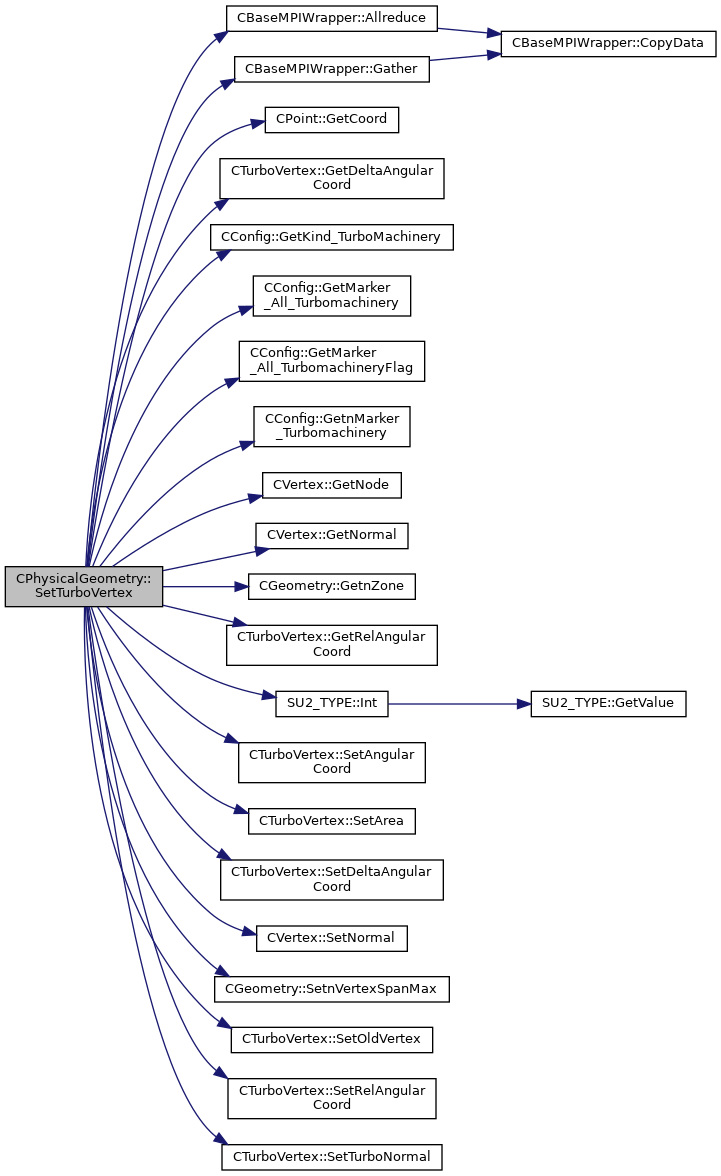 CBaseMPIWrapper::Allreduce
CBaseMPIWrapper::CopyData
CBaseMPIWrapper::Gather
CPoint::GetCoord
CTurboVertex::GetDeltaAngular
Coord
CConfig::GetKind_TurboMachinery
CConfig::GetMarker
_All_Turbomachinery
CConfig::GetMarker
_All_TurbomachineryFlag
CConfig::GetnMarker
_Turbomachinery
CVertex::GetNode
CVertex::GetNormal
CPhysicalGeometry::
SetTurboVertex
CGeometry::GetnZone
CTurboVertex::GetRelAngular
Coord
SU2_TYPE::Int
SU2_TYPE::GetValue
CTurboVertex::SetAngular
Coord
CTurboVertex::SetArea
CTurboVertex::SetDeltaAngular
Coord
CVertex::SetNormal
CGeometry::SetnVertexSpanMax
CTurboVertex::SetOldVertex
CTurboVertex::SetRelAngular
Coord
CTurboVertex::SetTurboNormal